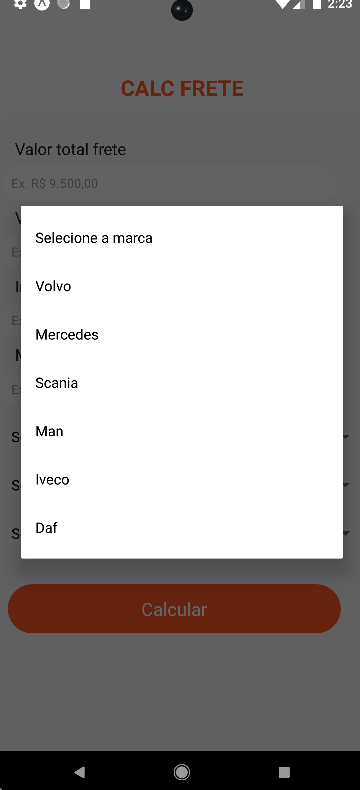 2:23
CALC FRETE
Valor total frete
Ex. R$ 9.500,00
Selecione a marca
Volvo
Mercedes
Scania
Man
Iveco
Daf
Calcular